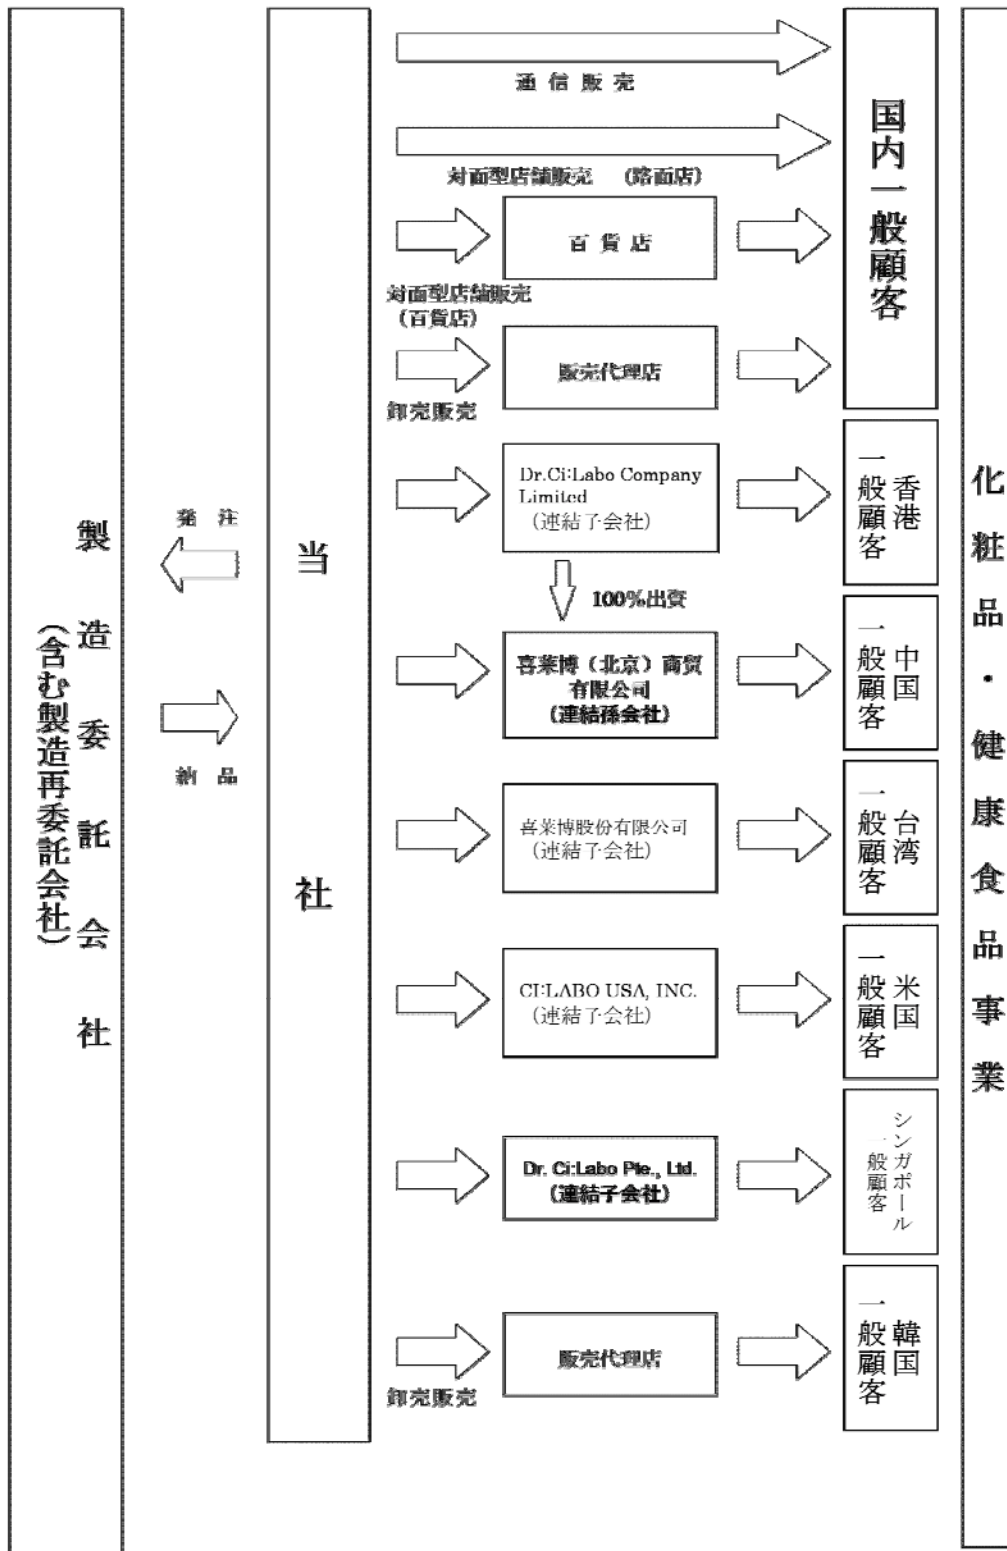 通信販売
対面型店舗販売　（路面店）
百貨店
対面型店舗販売
（百貨店）
販売代理店
卸売販売
国内一般顧客
Dr.Ci:Labo Company
Limited
（連結子会社）
香港
一般顧客
100％出資
喜莱博（北京）商贸
有限公司
（連結孫会社）
中国
一般顧客
喜莱博股份有限公司
（連結子会社）
台湾
一般顧客
CI:LABO USA, INC.
（連結子会社）
米国
一般顧客
Dr. Ci:Labo Pte., Ltd.
（連結子会社）
シンガポール
一般顧客
販売代理店
卸売販売
韓国
一般顧客
当社
発注
納品
製造委託会社
（含む製造再委託会社）
化粧品・健康食品事業